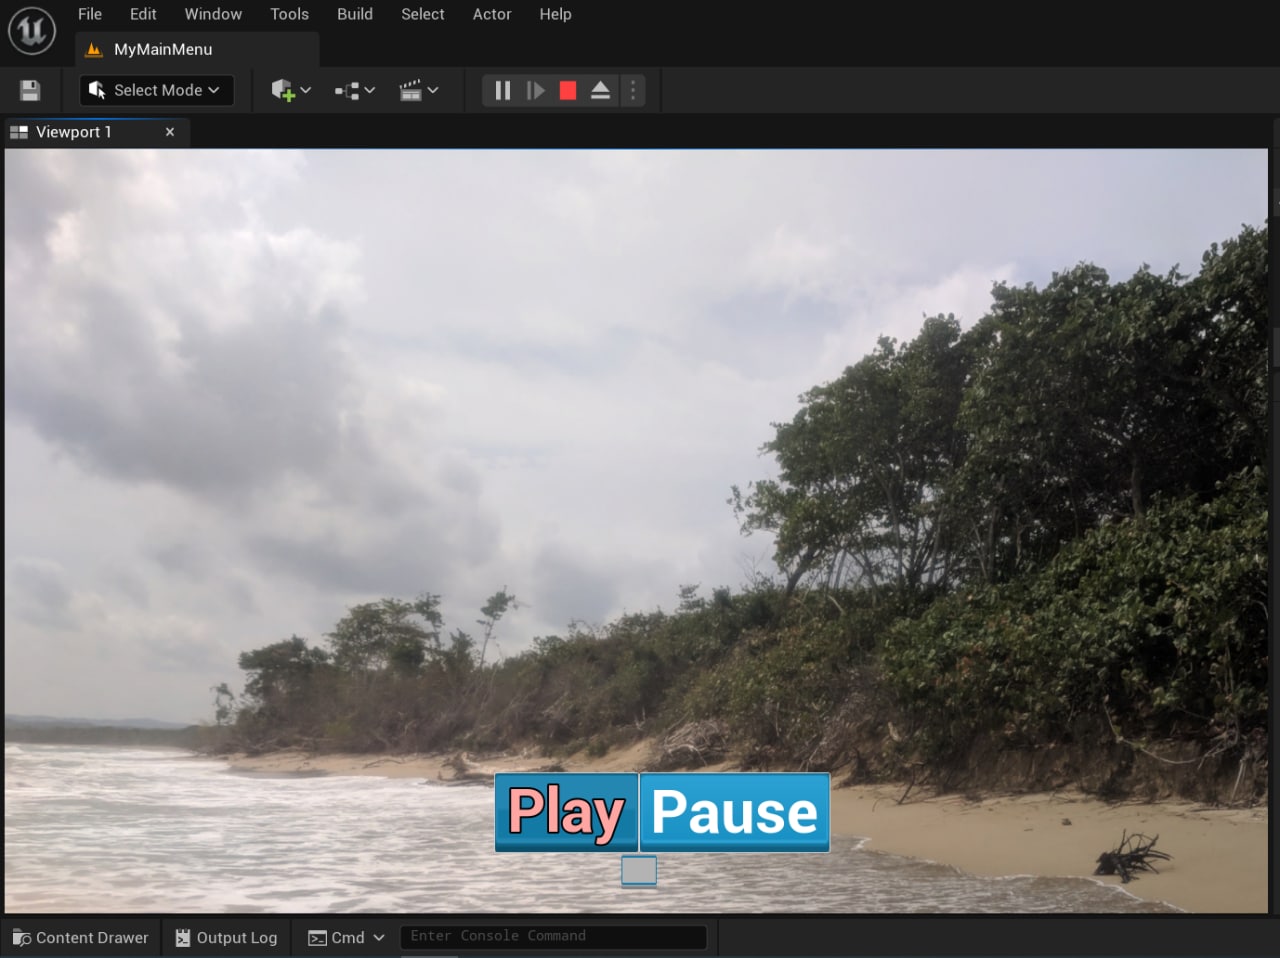 File Edit Window Tools Build Select Actor Help
MyMainMenu
Select Mode
Viewport 1
Play Pause
Content Drawer Output Log Cmd Enter Console Command